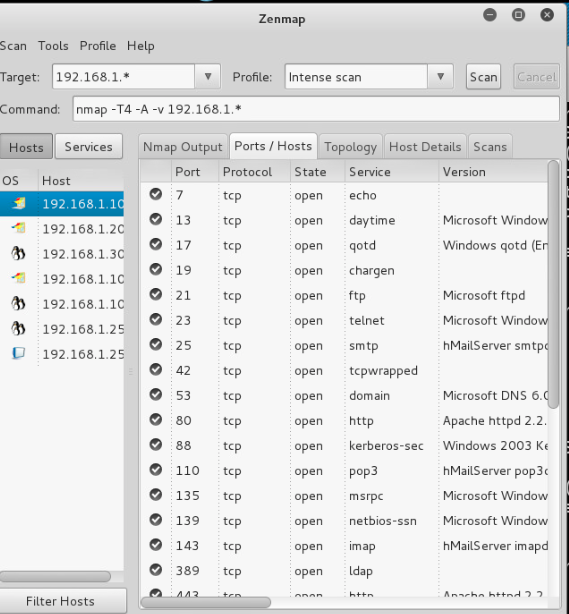 Zenmap
Scan Tools Profile Help
Target: 192.168.1.* Profile: Intense scan Scan Cancel
Command: nmap -T4 -A -v 192.168.1.*
Hosts Services Nmap Output Ports / Hosts Topology Host Details Scans
OS Host Port Protocol State Service Version
192.168.1.10 7 tcp open echo
192.168.1.20 13 tcp open daytime Microsoft Window
192.168.1.30 17 tcp open qotd Windows qotd (En
192.168.1.10 19 tcp open chargen
192.168.1.10 21 tcp open ftp Microsoft ftpd
192.168.1.25 23 tcp open telnet Microsoft Window
192.168.1.25 25 tcp open smtp hMailServer smtpd
42 tcp open tcpwrapped
53 tcp open domain Microsoft DNS 6.0
80 tcp open http Apache httpd 2.2.
88 tcp open kerberos-sec Windows 2003 Ke
110 tcp open pop3 hMailServer pop3d
135 tcp open msrpc Microsoft Window
139 tcp open netbios-ssn Microsoft Window
143 tcp open imap hMailServer imapd
389 tcp open ldap
443 tcp open http Apache httpd 2.2
Filter Hosts